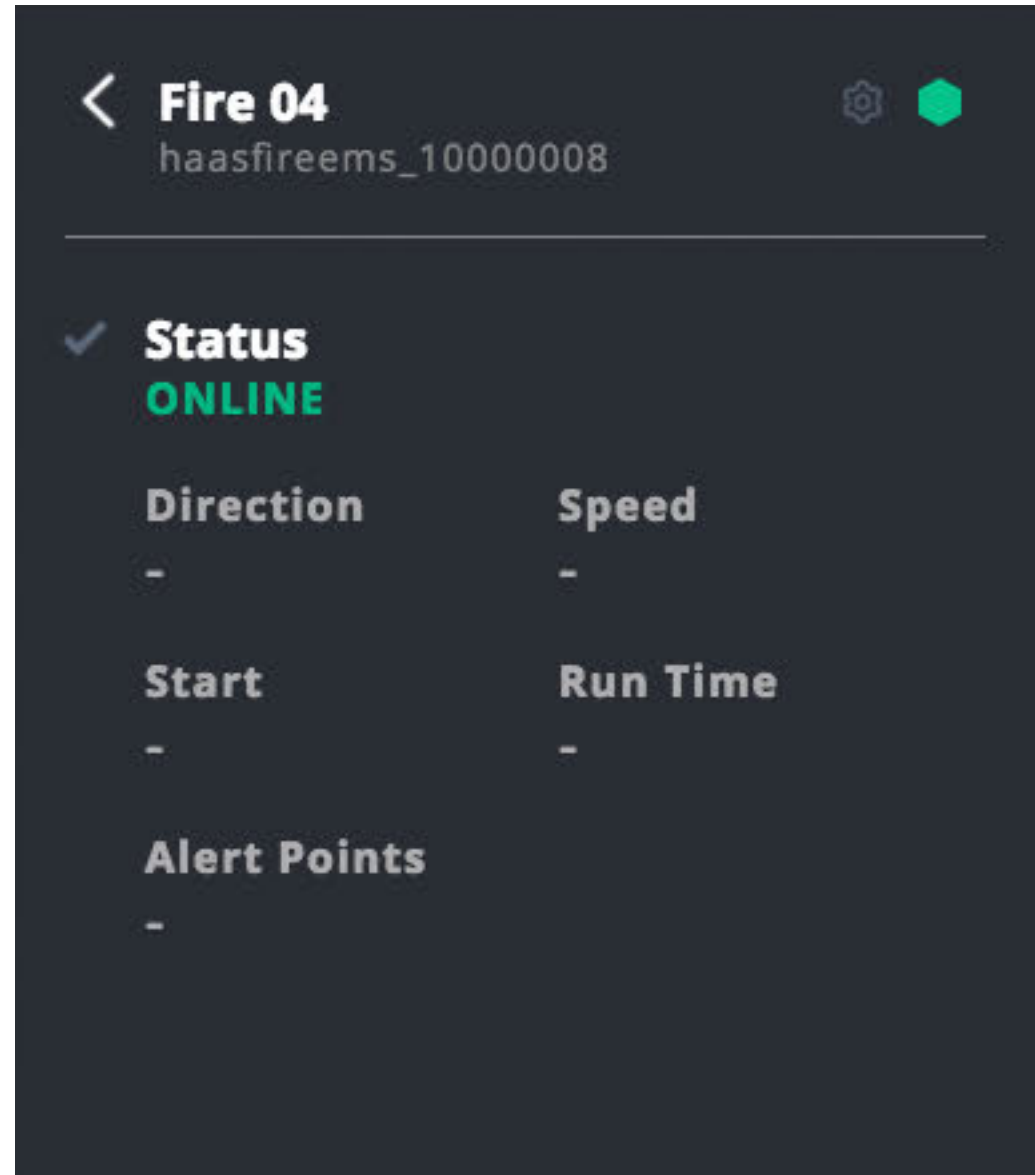 Fire 04
haasfireems_10000008
Status
ONLINE
Direction Speed
- -
Start Run Time
- -
Alert Points
-